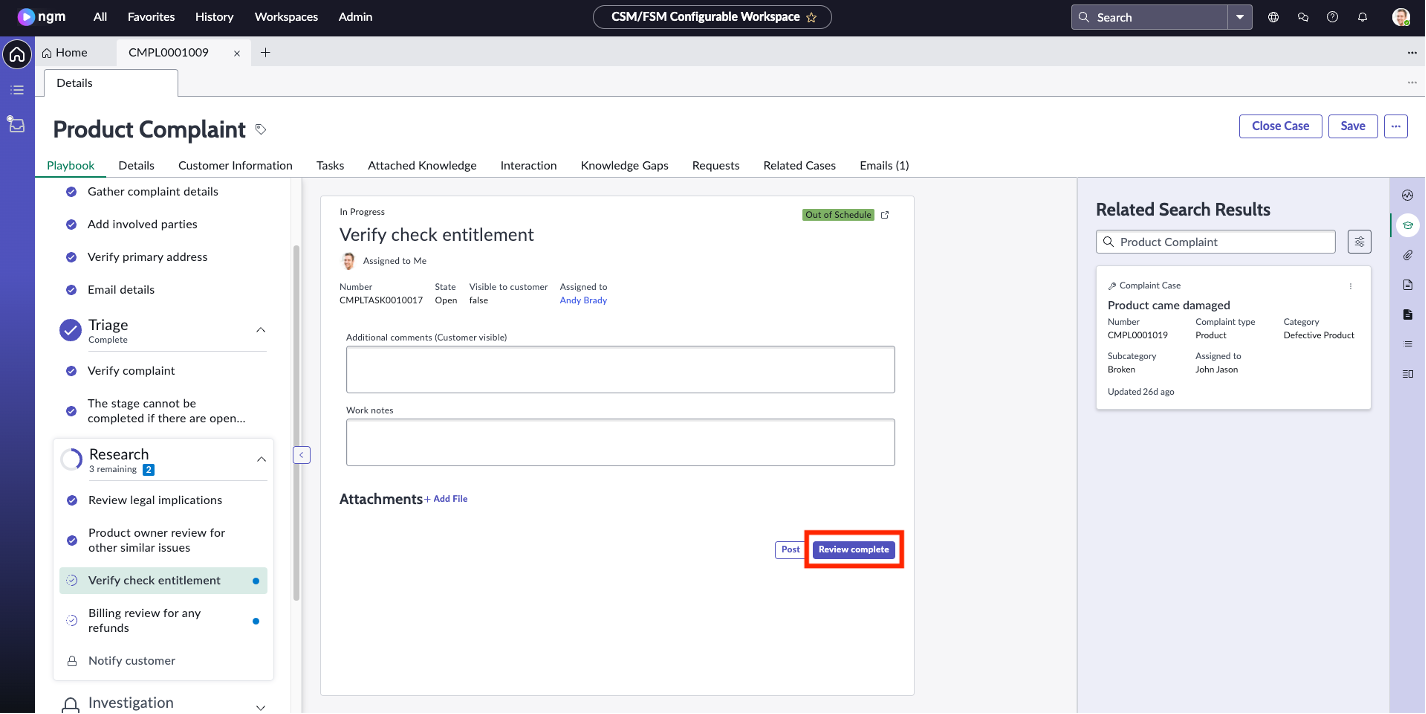 ngm All Favorites History Workspaces Admin CSM/FSM Configurable Workspace Search
Home CMPL0001009
Details
Product Complaint
Close Case Save
Playbook Details Customer Information Tasks Attached Knowledge Interaction Knowledge Gaps Requests Related Cases Emails (1)
Gather complaint details
Add involved parties
Verify primary address
Email details
Triage
Complete
Verify complaint
The stage cannot be
completed if there are open...
Research
3 remaining 2
Review legal implications
Product owner review for
other similar issues
Verify check entitlement
Billing review for any
refunds
Notify customer
Investigation
In Progress
Out of Schedule
Verify check entitlement
Assigned to Me
Number State Visible to customer Assigned to
CMPLTASK0010017 Open false Andy Brady
Additional comments (Customer visible)
Work notes
Attachments + Add File
Post Review complete
Related Search Results
Product Complaint
Complaint Case
Product came damaged
Number Complaint type Category
CMPL0001019 Product Defective Product
Subcategory Assigned to
Broken John Jason
Updated 26d ago